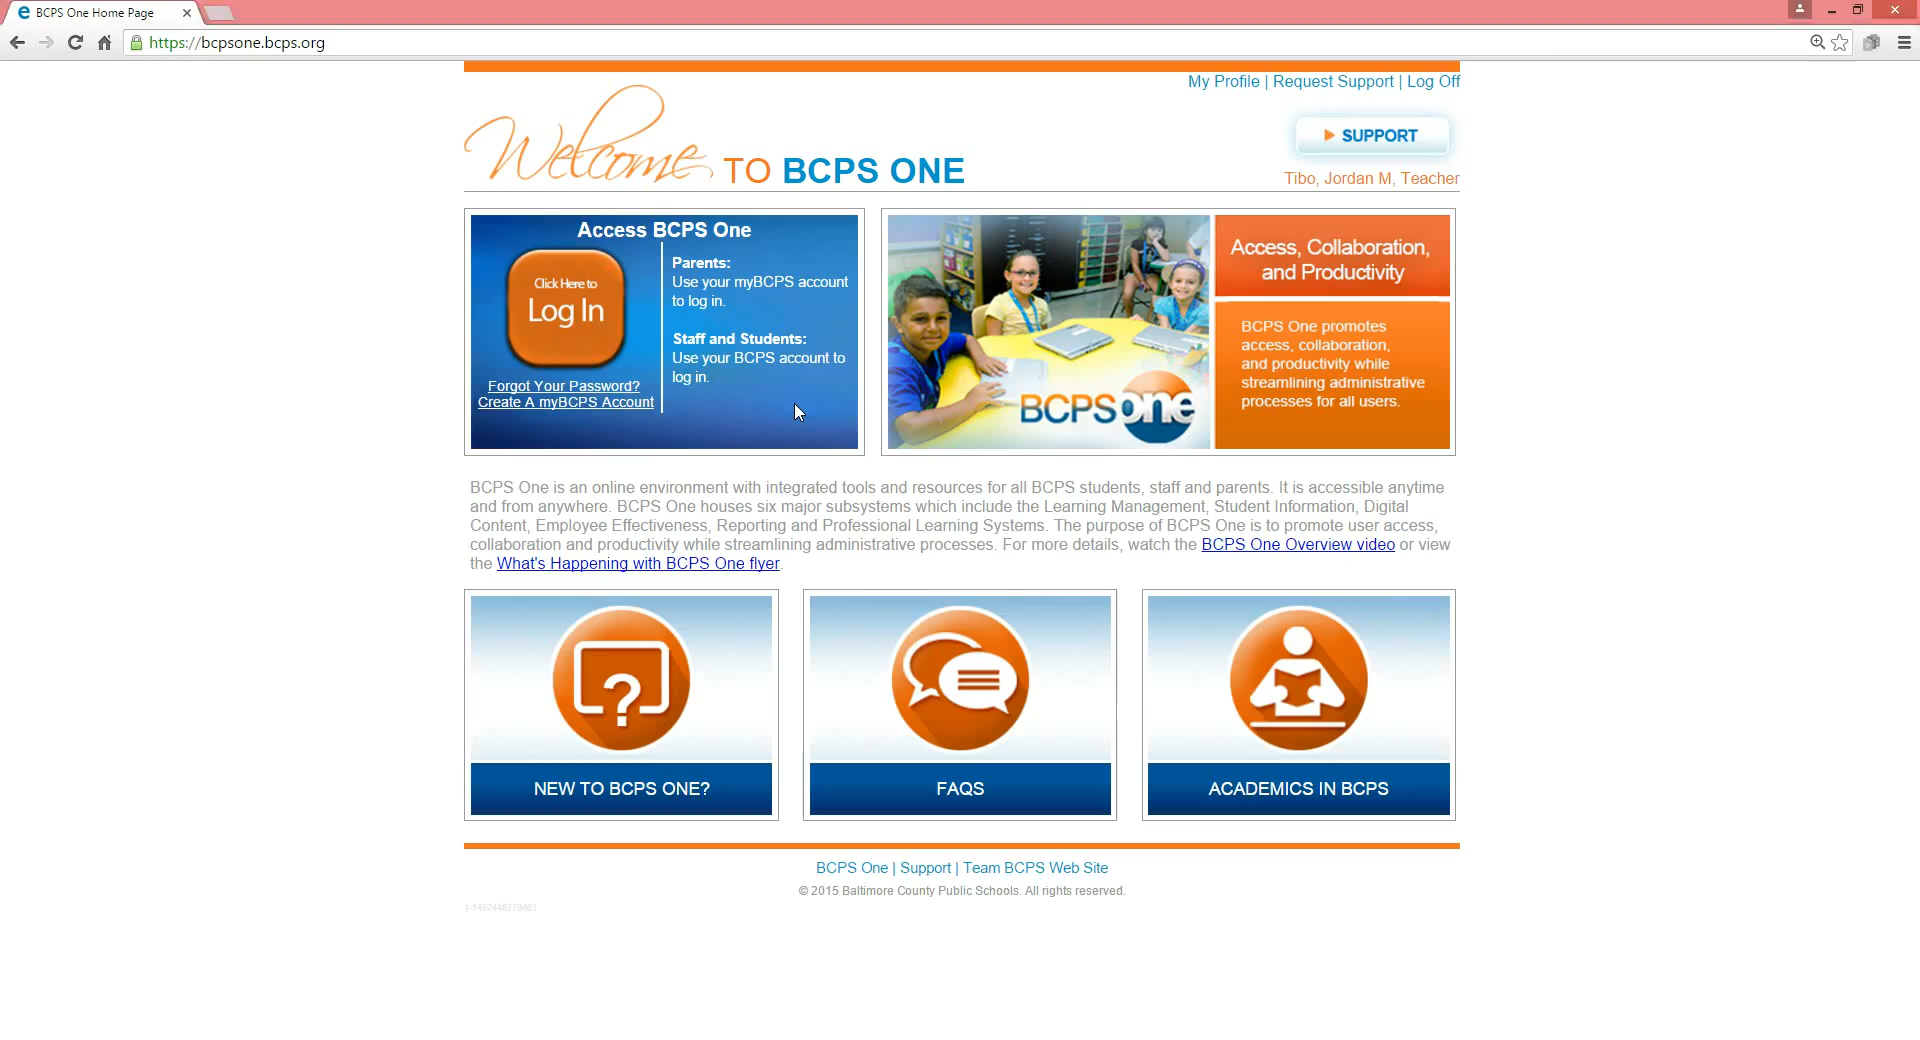 BCPS One Home Page
https://bcpsone.bcps.org
My Profile | Request Support | Log Off
Welcome TO BCPS ONE
SUPPORT
Tibo, Jordan M, Teacher
Access BCPS One
Click Here to
Log In
Forgot Your Password?
Create A myBCPS Account
Parents:
Use your myBCPS account
to log in.
Staff and Students:
Use your BCPS account to
log in.
BCPSone
Access, Collaboration,
and Productivity
BCPS One promotes
access, collaboration,
and productivity while
streamlining administrative
processes for all users.
BCPS One is an online environment with integrated tools and resources for all BCPS students, staff and parents. It is accessible anytime
and from anywhere. BCPS One houses six major subsystems which include the Learning Management, Student Information, Digital
Content, Employee Effectiveness, Reporting and Professional Learning Systems. The purpose of BCPS One is to promote user access,
collaboration and productivity while streamlining administrative processes. For more details, watch the BCPS One Overview video or view
the What's Happening with BCPS One flyer.
NEW TO BCPS ONE?
FAQS
ACADEMICS IN BCPS
BCPS One | Support | Team BCPS Web Site
© 2015 Baltimore County Public Schools. All rights reserved.